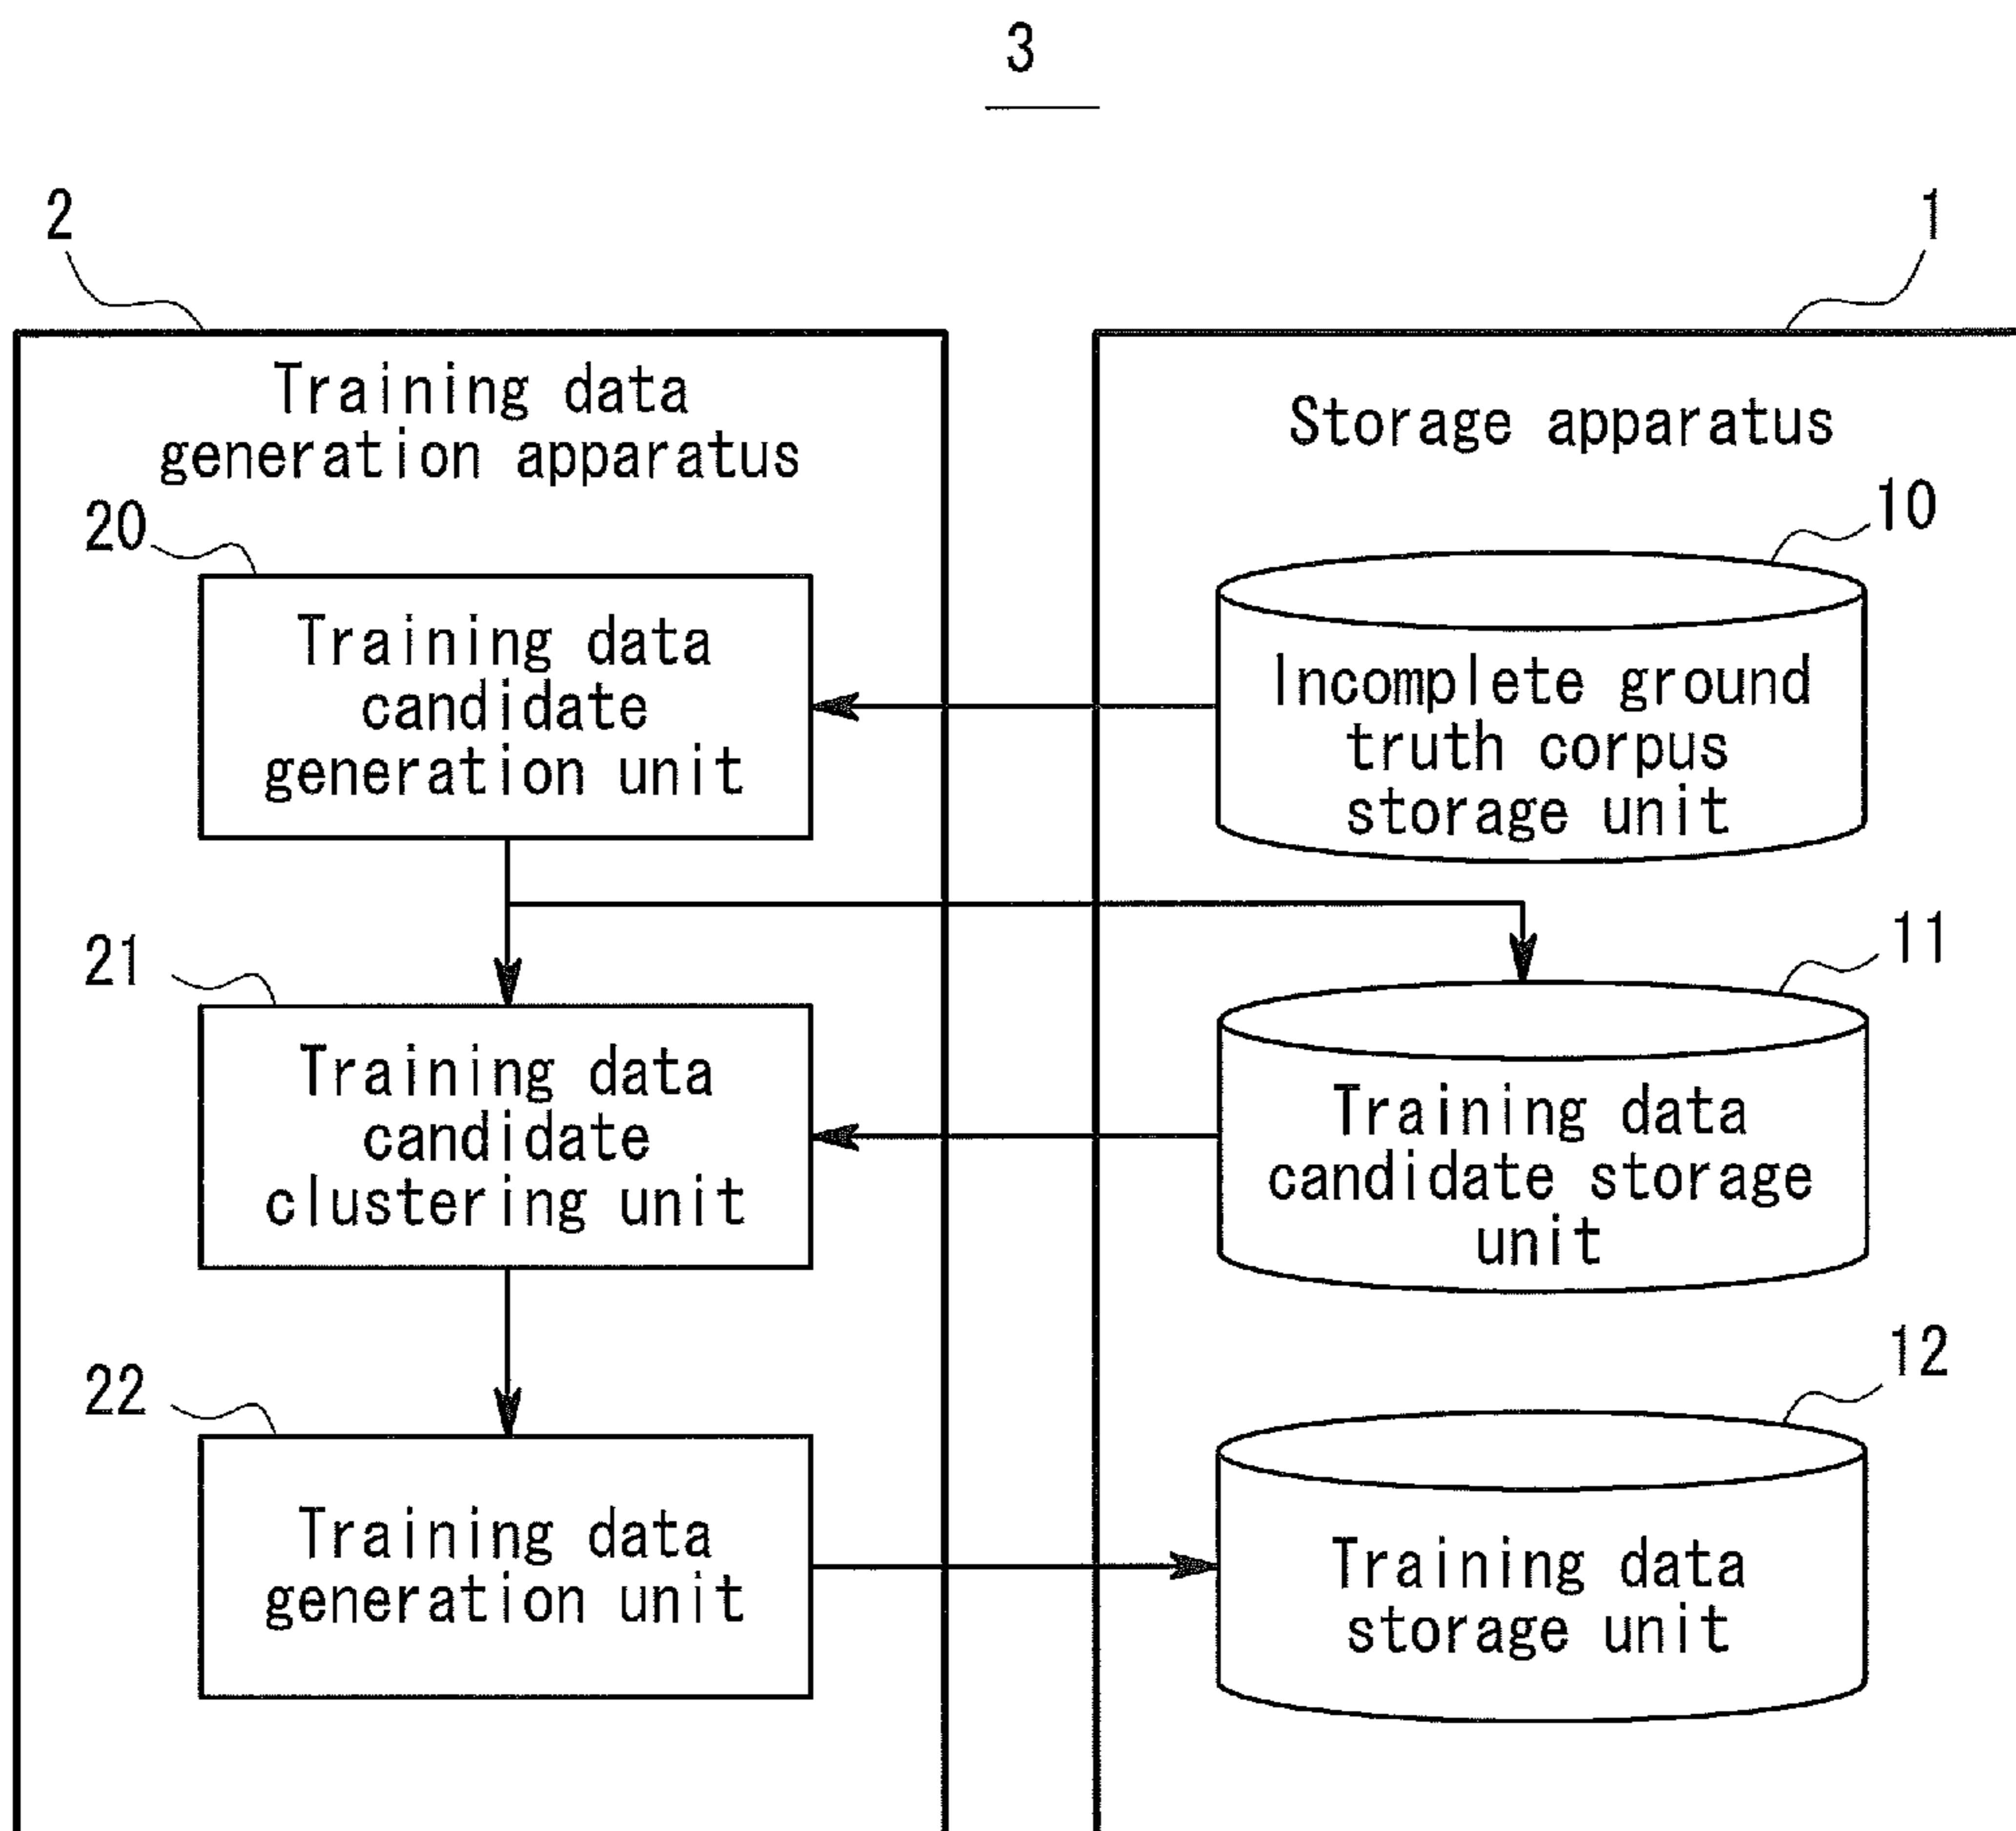 3
2
1
Training data
generation apparatus
Storage apparatus
20
10
Training data
candidate
generation unit
Incomplete ground
truth corpus
storage unit
21
11
Training data
candidate
clustering unit
Training data
candidate storage
unit
22
12
Training data
generation unit
Training data
storage unit